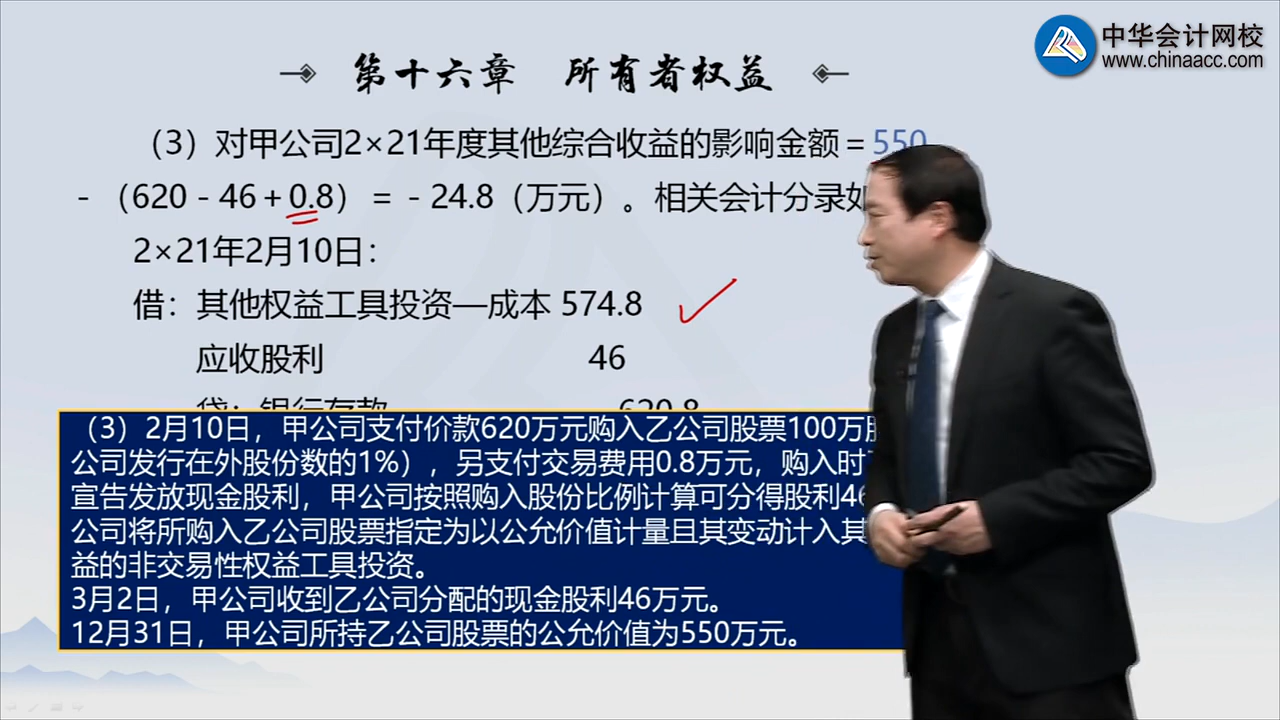 中华会计网校
www.chinaacc.com
第十六章 所有者权益
（3）对甲公司2×21年度其他综合收益的影响金额＝550
-（620－46＋0.8）＝－24.8（万元）。相关会计分录如
2×21年2月10日：
借：其他权益工具投资—成本 574.8
应收股利 46
贷：银行存款 620.8
（3）2月10日，甲公司支付价款620万元购入乙公司股票100万股
公司发行在外股份数的1%），另支付交易费用0.8万元，购入时
宣告发放现金股利，甲公司按照购入股份比例计算可分得股利46
公司将所购入乙公司股票指定为以公允价值计量且其变动计入其
益的非交易性权益工具投资。
3月2日，甲公司收到乙公司分配的现金股利46万元。
12月31日，甲公司所持乙公司股票的公允价值为550万元。